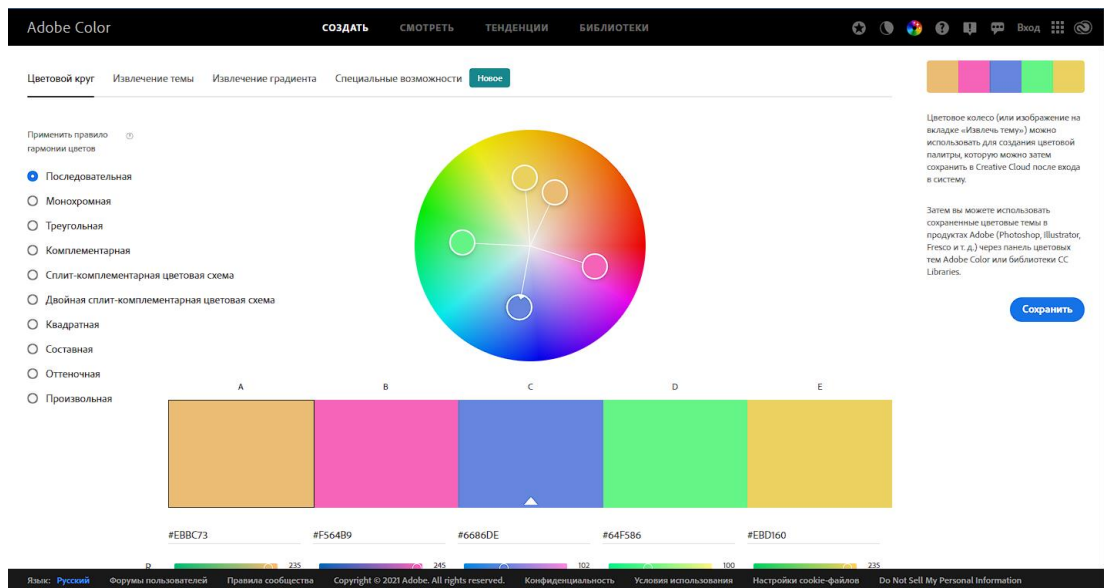 Adobe Color
СОЗДАТЬ СМОТРЕТЬ ТЕНДЕНЦИИ БИБЛИОТЕКИ
Вход
Цветовой круг Извлечение темы Извлечение градиента Специальные возможности Новое
Применить правило
гармонии цветов
Последовательная
Монохромная
Треугольная
Комплементарная
Сплит-комплементарная цветовая схема
Двойная сплит-комплементарная цветовая схема
Квадратная
Составная
Оттеночная
Произвольная
Цветовое колесо (или изображение на
вкладке «Извлечь тему») можно
использовать для создания цветовой
палитры, которую можно затем
сохранить в Creative Cloud после входа
в систему.
Затем вы можете использовать
сохраненные цветовые темы в
продуктах Adobe (Photoshop, Illustrator,
Fresco и т. д.) через панель цветовых
тем Adobe Color или библиотеки CC
Libraries.
Сохранить
A B C D E
#EBBC73 #F564B9 #6686DE #64F586 #EBD160
R 235 245 102 100 235
Язык: Русский Форумы пользователей Правила сообщества Copyright © 2021 Adobe. All rights reserved. Конфиденциальность Условия использования Настройки cookie-файлов Do Not Sell My Personal Information